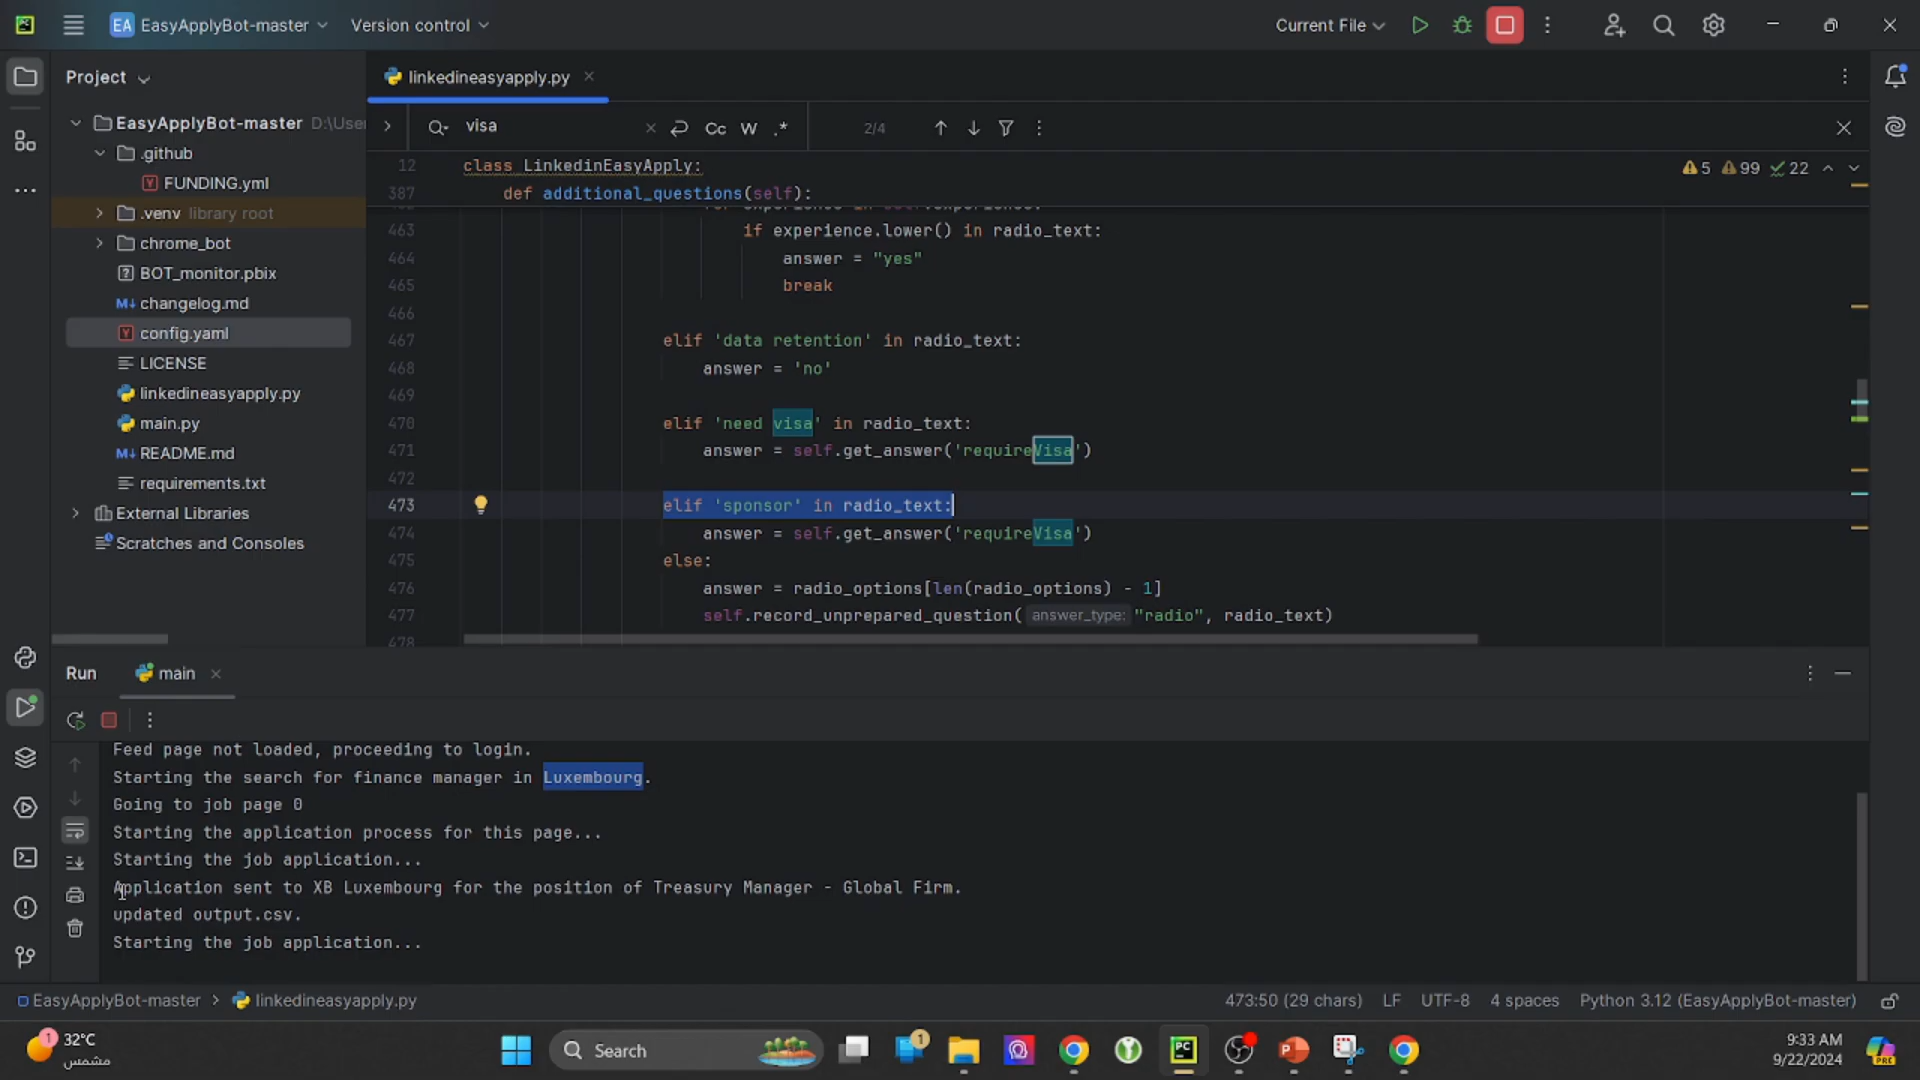 EA EasyApplyBot-master
Version control
Current File
Project
linkedineasyapply.py
EasyApplyBot-master D:\Use
.github
FUNDING.yml
.venv library root
chrome_bot
BOT_monitor.pbix
changelog.md
config.yaml
LICENSE
linkedineasyapply.py
main.py
README.md
requirements.txt
External Libraries
Scratches and Consoles
visa
Cc W .*
2/4
5 99 22
12 class LinkedinEasyApply:
387 def additional_questions(self):
463 if experience.lower() in radio_text:
464 answer = "yes"
465 break
466
467 elif 'data retention' in radio_text:
468 answer = 'no'
469
470 elif 'need visa' in radio_text:
471 answer = self.get_answer('requireVisa')
472
473 elif 'sponsor' in radio_text:
474 answer = self.get_answer('requireVisa')
475 else:
476 answer = radio_options[len(radio_options) - 1]
477 self.record_unprepared_question( answer_type: "radio", radio_text)
478
Run main
Feed page not loaded, proceeding to login.
Starting the search for finance manager in Luxembourg.
Going to job page 0
Starting the application process for this page...
Starting the job application...
Application sent to XB Luxembourg for the position of Treasury Manager - Global Firm.
updated output.csv.
Starting the job application...
EasyApplyBot-master > linkedineasyapply.py
473:50 (29 chars) LF UTF-8 4 spaces Python 3.12 (EasyApplyBot-master)
1
32°C
مشمس
Search
1
PC
P
9:33 AM
9/22/2024
PRE